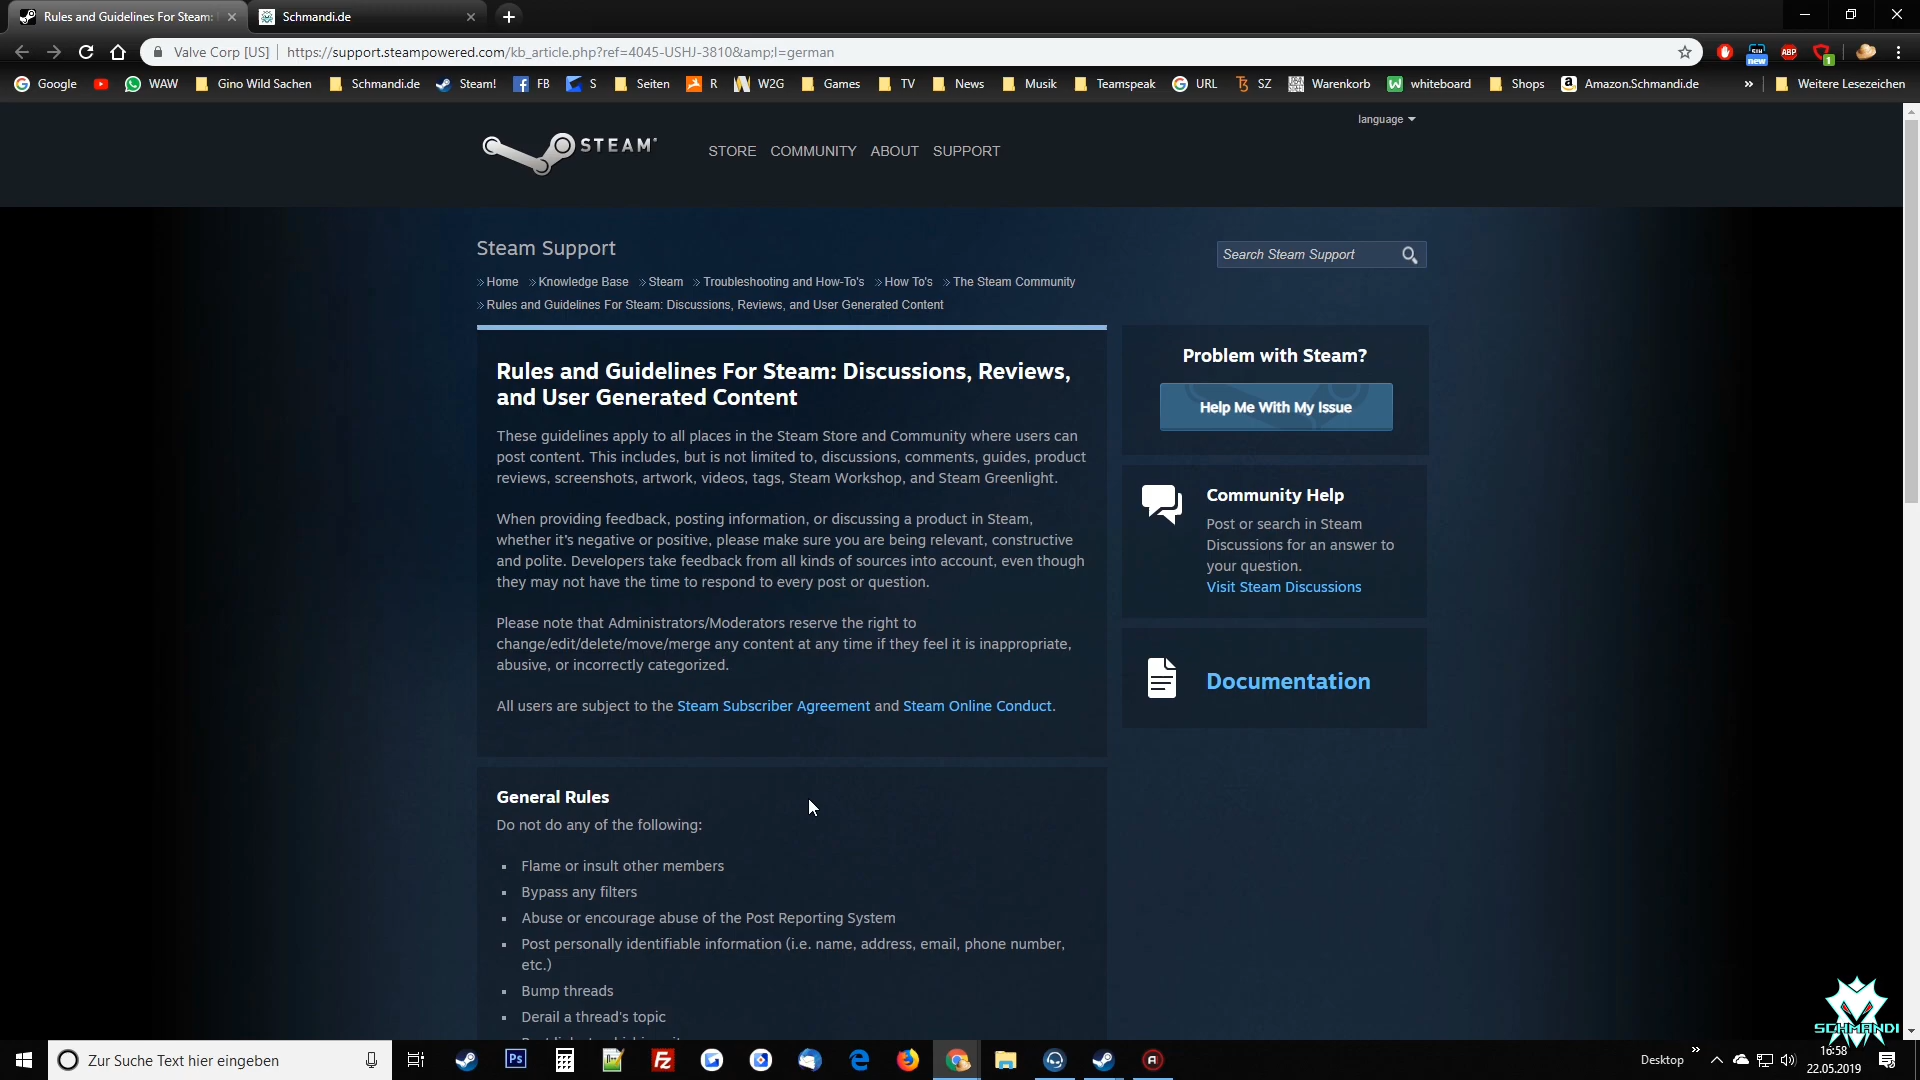 Rules and Guidelines For Steam:
Schmandi.de
Valve Corp [US]
https://support.steampowered.com/kb_article.php?ref=4045-USHJ-3810&amp;l=german
new
ABP
1
Google
WAW
Gino Wild Sachen
Schmandi.de
Steam!
FB
S
Seiten
R
W2G
Games
TV
News
Musik
Teamspeak
URL
SZ
Warenkorb
whiteboard
Shops
Amazon.Schmandi.de
»
Weitere Lesezeichen
language
STEAM
STORE COMMUNITY ABOUT SUPPORT
Steam Support
Search Steam Support
Home Knowledge Base Steam Troubleshooting and How-To's How To's The Steam Community
Rules and Guidelines For Steam: Discussions, Reviews, and User Generated Content
Rules and Guidelines For Steam: Discussions, Reviews,
and User Generated Content
These guidelines apply to all places in the Steam Store and Community where users can
post content. This includes, but is not limited to, discussions, comments, guides, product
reviews, screenshots, artwork, videos, tags, Steam Workshop, and Steam Greenlight.
When providing feedback, posting information, or discussing a product in Steam,
whether it's negative or positive, please make sure you are being relevant, constructive
and polite. Developers take feedback from all kinds of sources into account, even though
they may not have the time to respond to every post or question.
Please note that Administrators/Moderators reserve the right to
change/edit/delete/move/merge any content at any time if they feel it is inappropriate,
abusive, or incorrectly categorized.
All users are subject to the Steam Subscriber Agreement and Steam Online Conduct.
Problem with Steam?
Help Me With My Issue
Community Help
Post or search in Steam
Discussions for an answer to
your question.
Visit Steam Discussions
Documentation
General Rules
Do not do any of the following:
Flame or insult other members
Bypass any filters
Abuse or encourage abuse of the Post Reporting System
Post personally identifiable information (i.e. name, address, email, phone number,
etc.)
Bump threads
Derail a thread's topic
SCHMANDI
Zur Suche Text hier eingeben
Ps
Fz
Desktop
»
16:58
22.05.2019